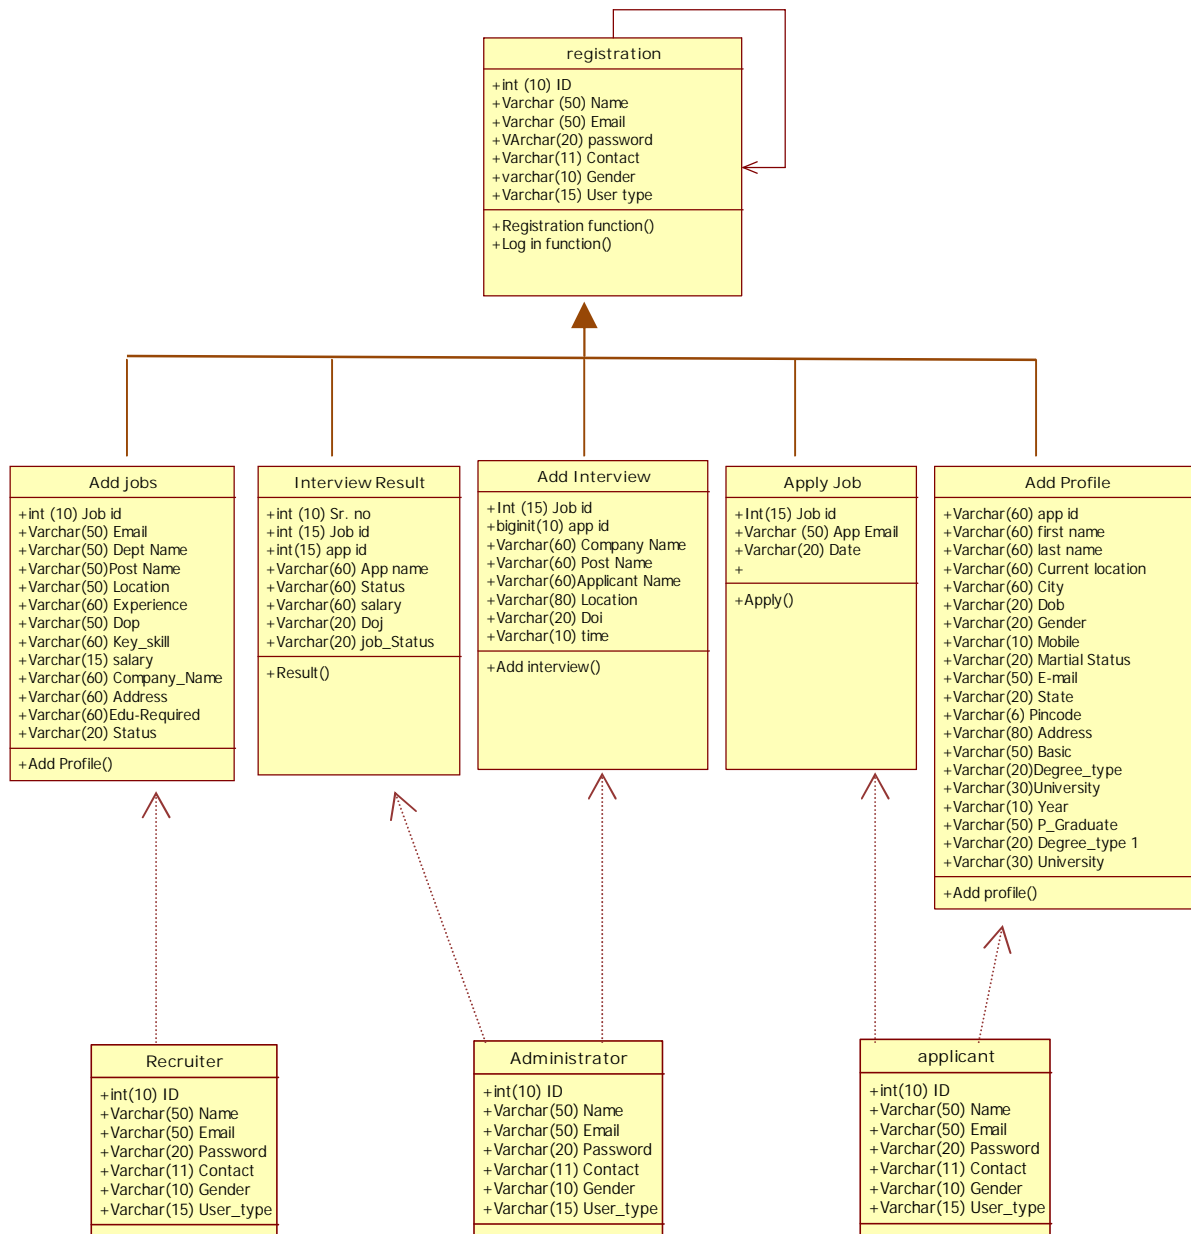 registration
+int (10) ID
+Varchar (50) Name
+Varchar (50) Email
+VArchar(20) password
+Varchar(11) Contact
+varchar(10) Gender
+Varchar(15) User type
+Registration function()
+Log in function()
Add jobs
+int (10) Job id
+Varchar(50) Email
+Varchar(50) Dept Name
+Varchar(50)Post Name
+Varchar(50) Location
+Varchar(60) Experience
+Varchar(50) Dop
+Varchar(60) Key_skill
+Varchar(15) salary
+Varchar(60) Company_Name
+Varchar(60) Address
+Varchar(60)Edu-Required
+Varchar(20) Status
+Add Profile()
Interview Result
+int (10) Sr. no
+int (15) Job id
+int(15) app id
+Varchar(60) App name
+Varchar(60) Status
+Varchar(60) salary
+Varchar(20) Doj
+Varchar(20) job_Status
+Result()
Add Interview
+Int (15) Job id
+biginit(10) app id
+Varchar(60) Company Name
+Varchar(60) Post Name
+Varchar(60)Applicant Name
+Varchar(80) Location
+Varchar(20) Doi
+Varchar(10) time
+Add interview()
Apply Job
+Int(15) Job id
+Varchar (50) App Email
+Varchar(20) Date
+
+Apply()
Add Profile
+Varchar(60) app id
+Varchar(60) first name
+Varchar(60) last name
+Varchar(60) Current location
+Varchar(60) City
+Varchar(20) Dob
+Varchar(20) Gender
+Varchar(10) Mobile
+Varchar(20) Martial Status
+Varchar(50) E-mail
+Varchar(20) State
+Varchar(6) Pincode
+Varchar(80) Address
+Varchar(50) Basic
+Varchar(20)Degree_type
+Varchar(30)University
+Varchar(10) Year
+Varchar(50) P_Graduate
+Varchar(20) Degree_type 1
+Varchar(30) University
+Add profile()
Recruiter
+int(10) ID
+Varchar(50) Name
+Varchar(50) Email
+Varchar(20) Password
+Varchar(11) Contact
+Varchar(10) Gender
+Varchar(15) User_type
Administrator
+int(10) ID
+Varchar(50) Name
+Varchar(50) Email
+Varchar(20) Password
+Varchar(11) Contact
+Varchar(10) Gender
+Varchar(15) User_type
applicant
+int(10) ID
+Varchar(50) Name
+Varchar(50) Email
+Varchar(20) Password
+Varchar(11) Contact
+Varchar(10) Gender
+Varchar(15) User_type